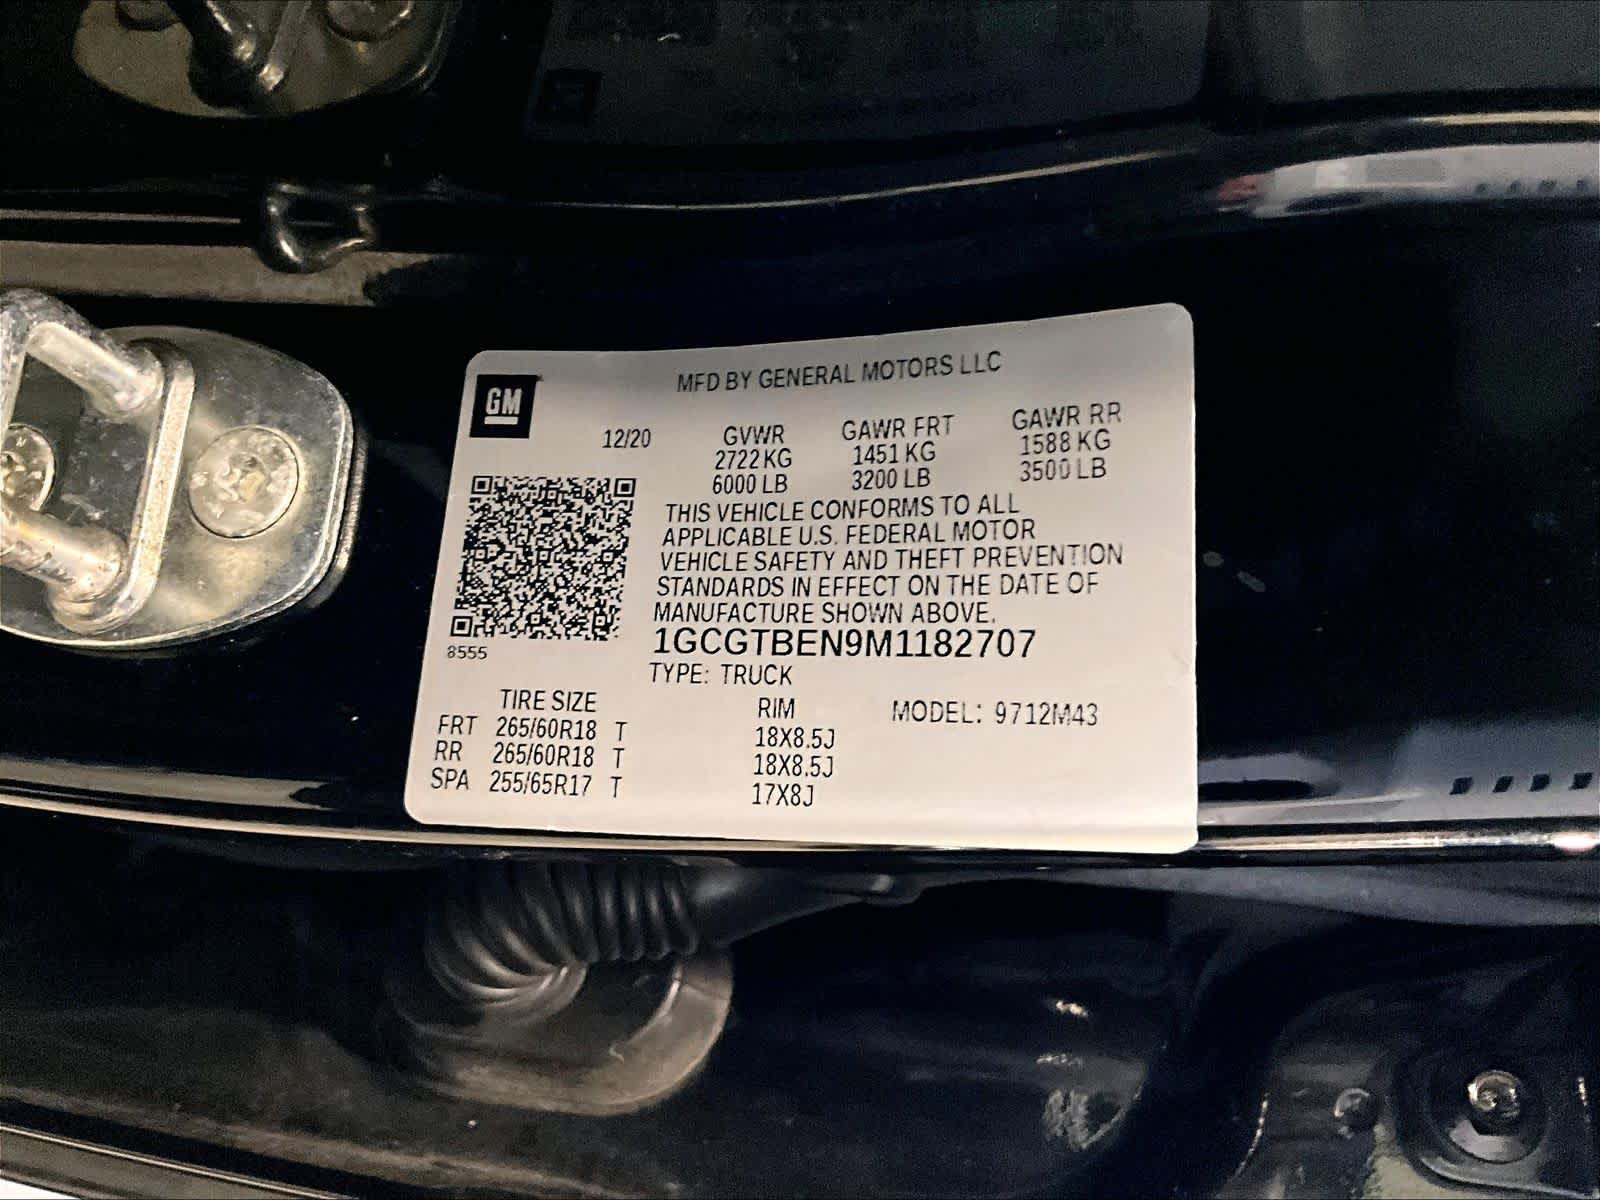 GM
MFD BY GENERAL MOTORS LLC
12/20 GVWR GAWR FRT GAWR RR
2722 KG 1451 KG 1588 KG
6000 LB 3200 LB 3500 LB
THIS VEHICLE CONFORMS TO ALL
APPLICABLE U.S. FEDERAL MOTOR
VEHICLE SAFETY AND THEFT PREVENTION
STANDARDS IN EFFECT ON THE DATE OF
MANUFACTURE SHOWN ABOVE.
1GCGTBEN9M1182707
8555
TYPE: TRUCK
TIRE SIZE RIM MODEL: 9712M43
FRT 265/60R18 T 18X8.5J
RR 265/60R18 T 18X8.5J
SPA 255/65R17 T 17X8J